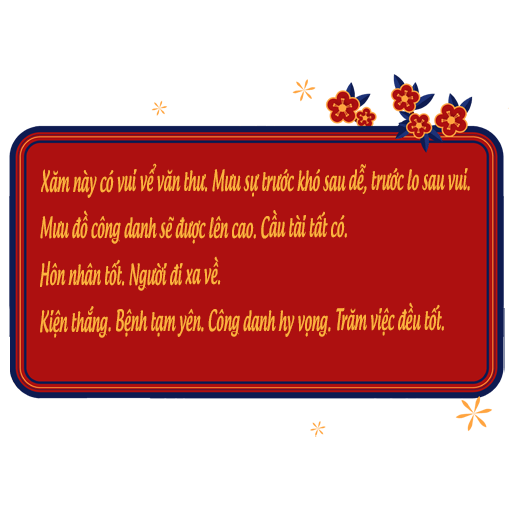 Xăm này có vui vể văn thư. Mưu sự trước khó sau dễ, trước lo sau vui.
Mưu đồ công danh sẽ được lên cao. Cầu tài tất có.
Hôn nhân tốt. Người đi xa về.
Kiện thắng. Bệnh tạm yên. Công danh hy vọng. Trăm việc đều tốt.